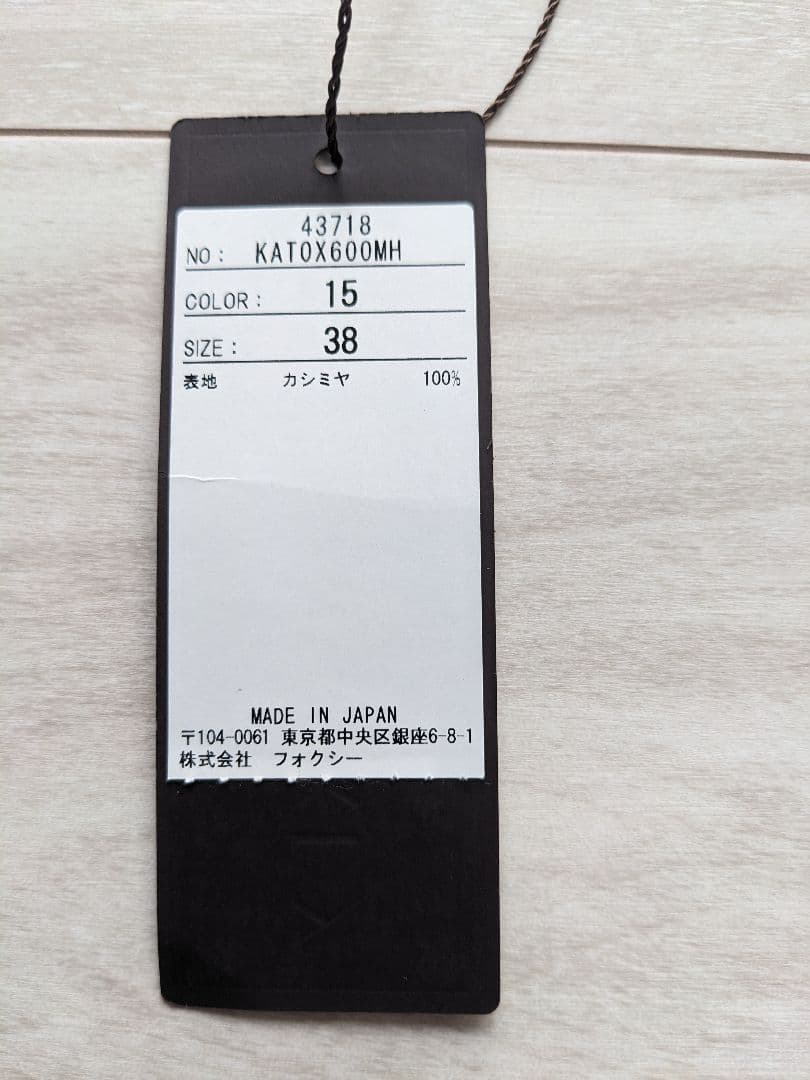 43718
NO: KATOX600MH
COLOR: 15
SIZE: 38
表地 カシミヤ 100%
MADE IN JAPAN
〒104-0061 東京都中央区銀座6-8-1
株式会社 フォクシー